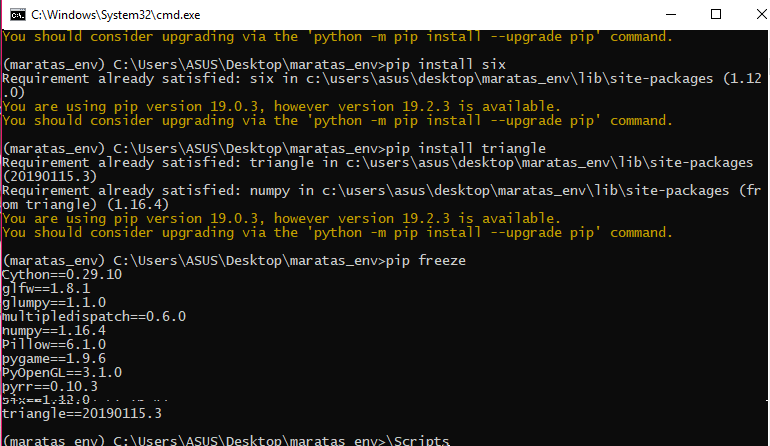 C:\Windows\System32\cmd.exe
You should consider upgrading via the 'python -m pip install --upgrade pip' command.
(maratas_env) C:\Users\ASUS\Desktop\maratas_env>pip install six
Requirement already satisfied: six in c:\users\asus\desktop\maratas_env\lib\site-packages (1.12
.0)
You are using pip version 19.0.3, however version 19.2.3 is available.
You should consider upgrading via the 'python -m pip install --upgrade pip' command.
(maratas_env) C:\Users\ASUS\Desktop\maratas_env>pip install triangle
Requirement already satisfied: triangle in c:\users\asus\desktop\maratas_env\lib\site-packages
(20190115.3)
Requirement already satisfied: numpy in c:\users\asus\desktop\maratas_env\lib\site-packages (fr
om triangle) (1.16.4)
You are using pip version 19.0.3, however version 19.2.3 is available.
You should consider upgrading via the 'python -m pip install --upgrade pip' command.
(maratas_env) C:\Users\ASUS\Desktop\maratas_env>pip freeze
Cython==0.29.10
glfw==1.8.1
glumpy==1.1.0
multipledispatch==0.6.0
numpy==1.16.4
Pillow==6.1.0
pygame==1.9.6
PyOpenGL==3.1.0
pyrr==0.10.3
six==1.12.0
triangle==20190115.3
(maratas_env) C:\Users\ASUS\Desktop\maratas_env>\Scripts